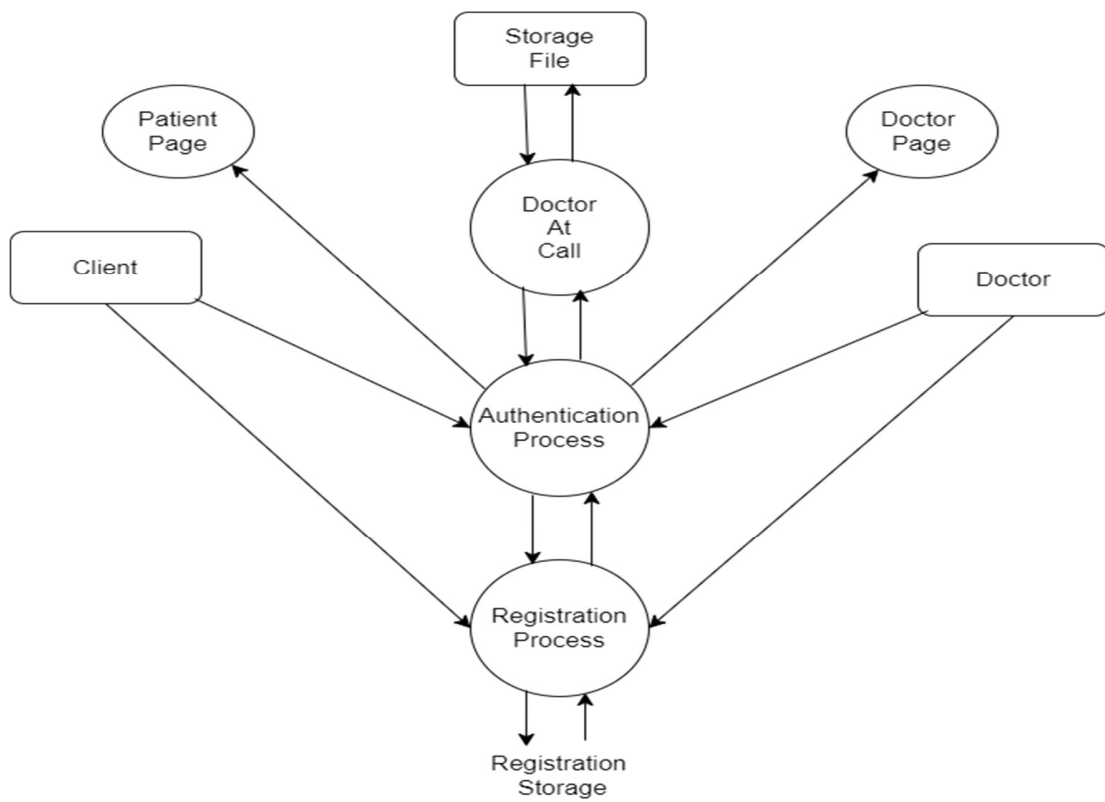 Storage
File
Patient
Page
Doctor
Page
Doctor
At
Call
Client
Doctor
Authentication
Process
Registration
Process
Registration
Storage